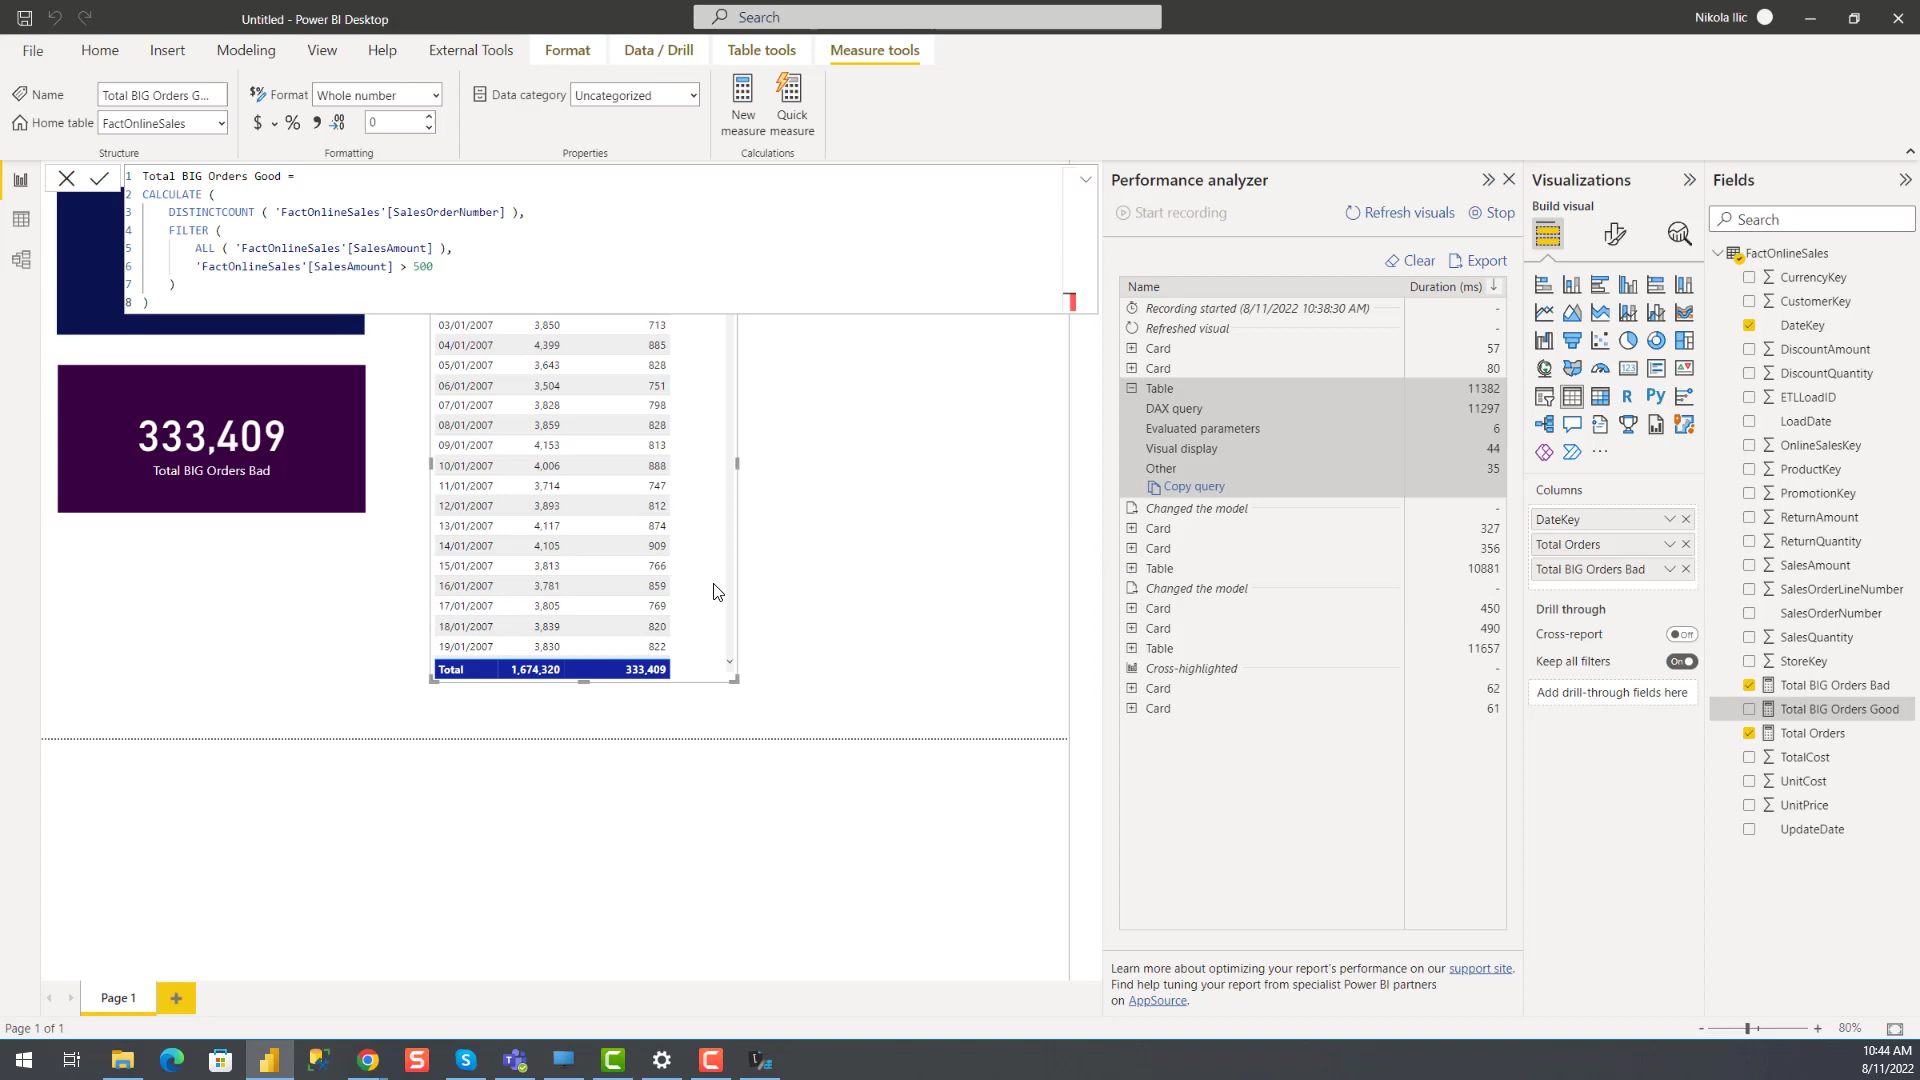 Untitled - Power BI Desktop
Search
Nikola Ilic
File Home Insert Modeling View Help External Tools Format Data / Drill Table tools Measure tools
Name Total BIG Orders G...
Home table FactOnlineSales
Structure
Format Whole number
$ % 0
Formatting
Data category Uncategorized
Properties
New measure
Quick measure
Calculations
1 Total BIG Orders Good =
2 CALCULATE (
3 DISTINCTCOUNT ( 'FactOnlineSales'[SalesOrderNumber] ),
4 FILTER (
5 ALL ( 'FactOnlineSales'[SalesAmount] ),
6 'FactOnlineSales'[SalesAmount] > 500
7 )
8 )
333,409
Total BIG Orders Bad
03/01/2007 3,850 713
04/01/2007 4,399 885
05/01/2007 3,643 828
06/01/2007 3,504 751
07/01/2007 3,828 798
08/01/2007 3,859 828
09/01/2007 4,153 813
10/01/2007 4,006 888
11/01/2007 3,714 747
12/01/2007 3,893 812
13/01/2007 4,117 874
14/01/2007 4,105 909
15/01/2007 3,813 766
16/01/2007 3,781 859
17/01/2007 3,805 769
18/01/2007 3,839 820
19/01/2007 3,830 822
Total 1,674,320 333,409
Performance analyzer
Start recording Refresh visuals Stop
Clear Export
Name Duration (ms)
Recording started (8/11/2022 10:38:30 AM) -
Refreshed visual -
Card 57
Card 80
Table 11382
DAX query 11297
Evaluated parameters 6
Visual display 44
Other 35
Copy query
Changed the model -
Card 327
Card 356
Table 10881
Changed the model -
Card 450
Card 490
Table 11657
Cross-highlighted -
Card 62
Card 61
Learn more about optimizing your report's performance on our support site.
Find help tuning your report from specialist Power BI partners
on AppSource.
Visualizations
Build visual
R Py
123
...
Columns
DateKey
Total Orders
Total BIG Orders Bad
Drill through
Cross-report Off
Keep all filters On
Add drill-through fields here
Fields
Search
FactOnlineSales
CurrencyKey
CustomerKey
DateKey
DiscountAmount
DiscountQuantity
ETLLoadID
LoadDate
OnlineSalesKey
ProductKey
PromotionKey
ReturnAmount
ReturnQuantity
SalesAmount
SalesOrderLineNumber
SalesOrderNumber
SalesQuantity
StoreKey
Total BIG Orders Bad
Total BIG Orders Good
Total Orders
TotalCost
UnitCost
UnitPrice
UpdateDate
Page 1
Page 1 of 1
- + 80%
10:44 AM
8/11/2022